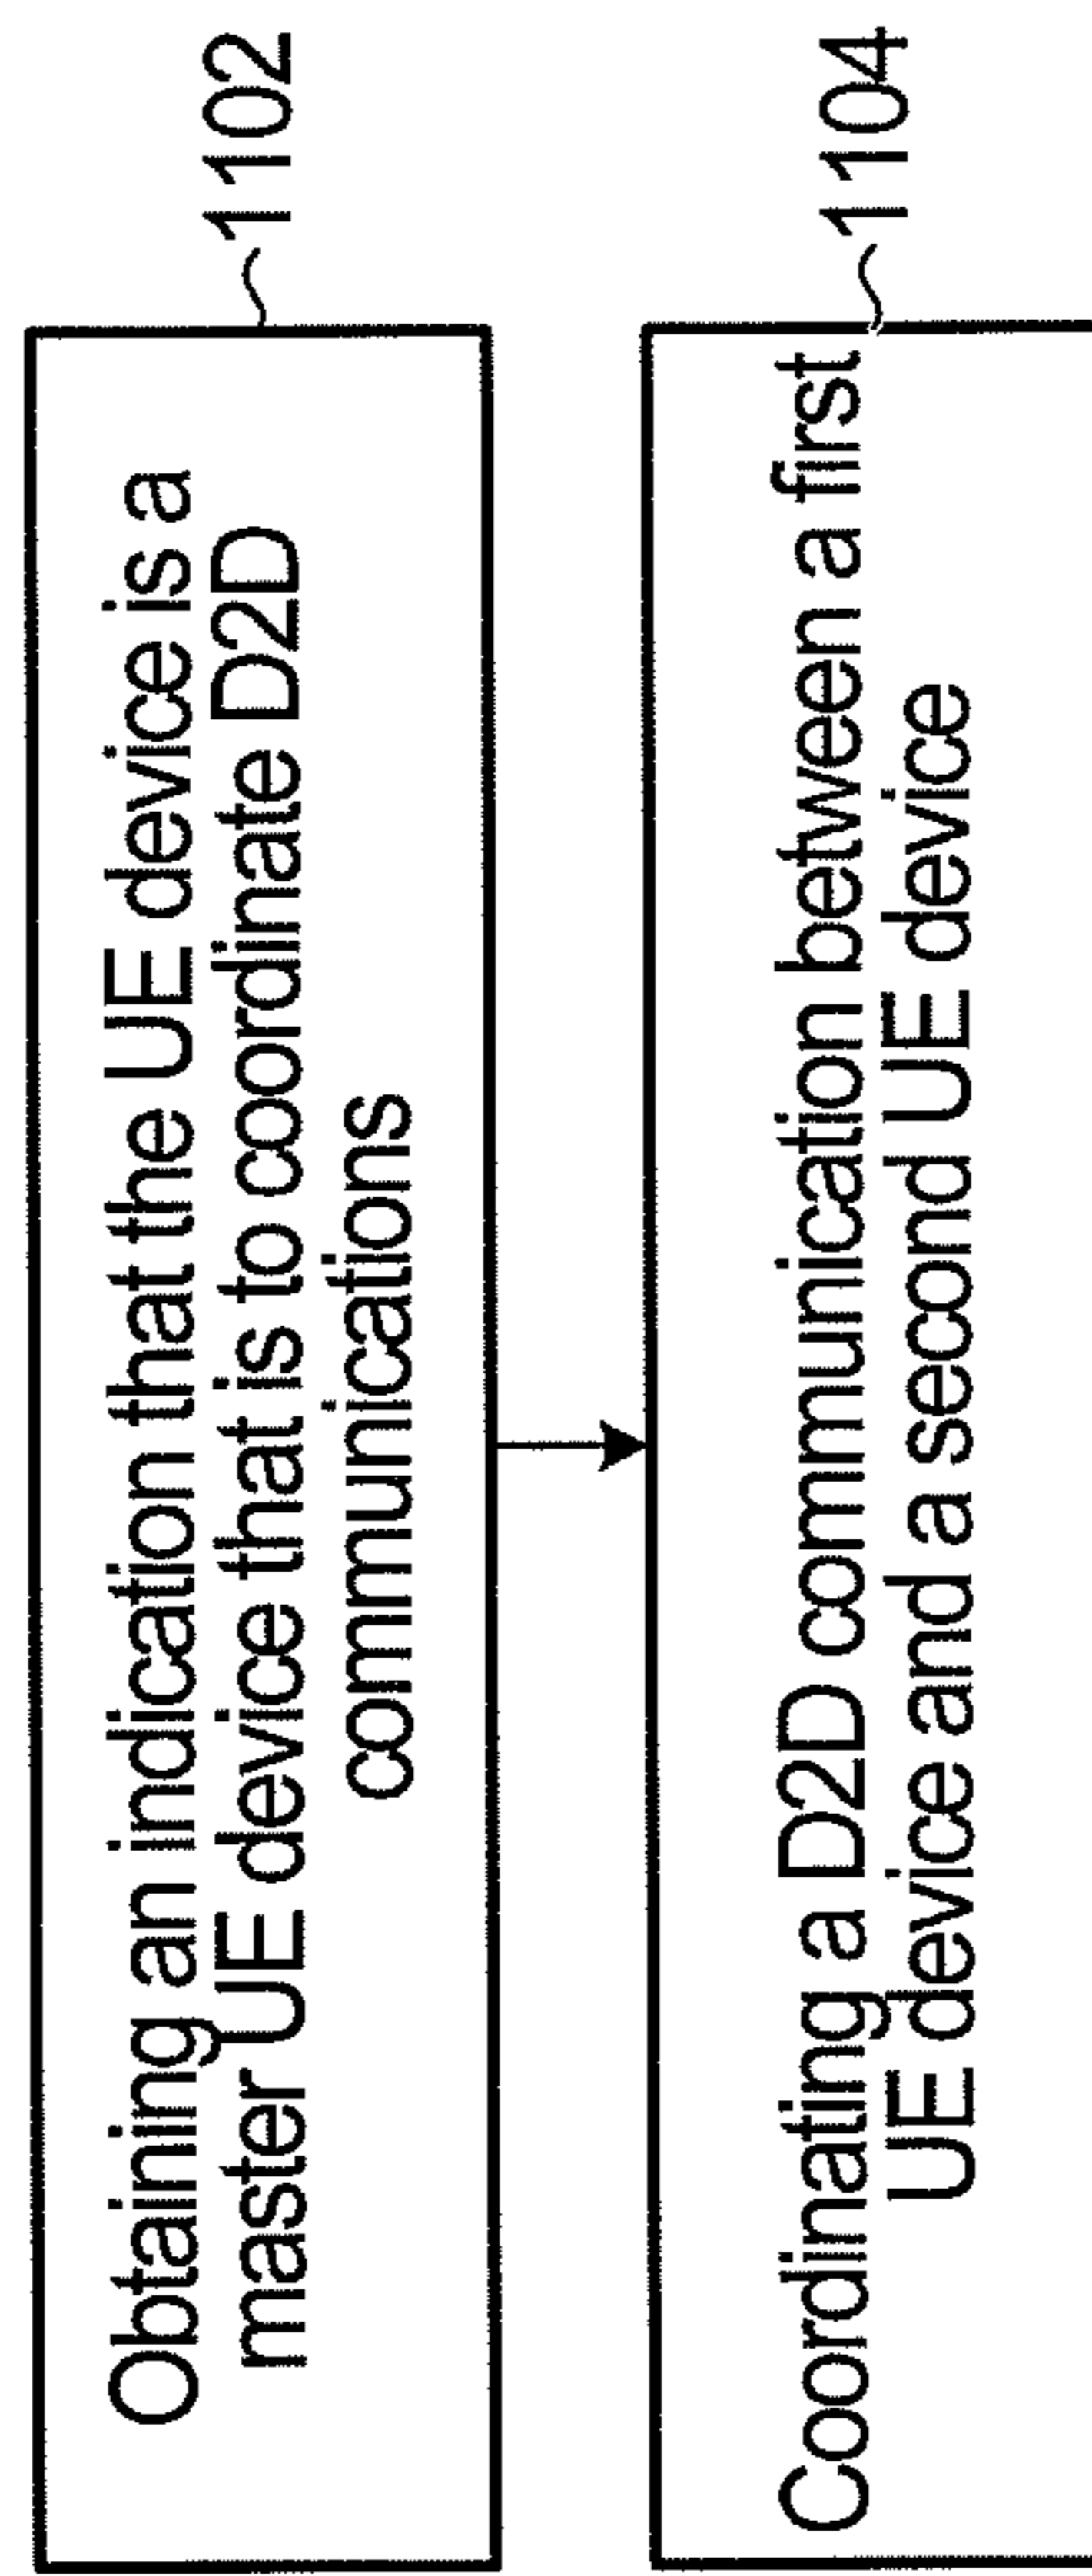 Obtaining an indication that the UE device is a
master UE device that is to coordinate D2D
communications
1102
Coordinating a D2D communication between a first
UE device and a second UE device
1104